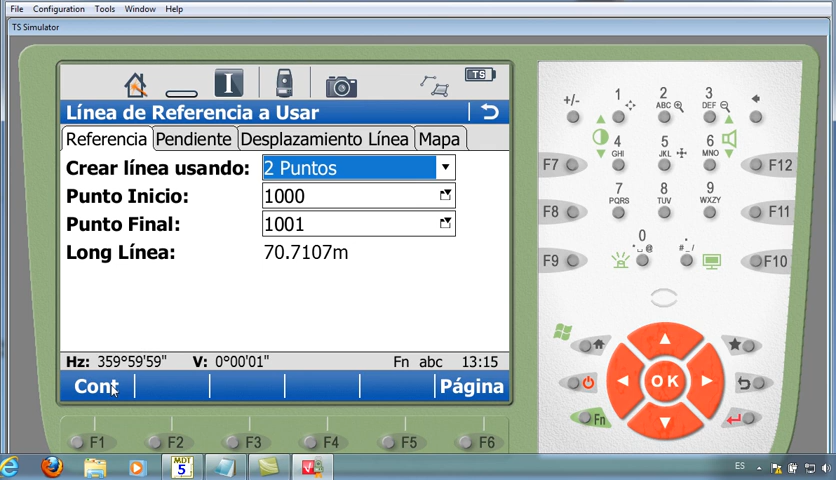 File Configuration Tools Window Help
TS Simulator
I TS
Línea de Referencia a Usar
Referencia Pendiente Desplazamiento Línea Mapa
Crear línea usando: 2 Puntos
Punto Inicio: 1000
Punto Final: 1001
Long Línea: 70.7107m
Hz: 359°59'59" V: 0°00'01" Fn abc 13:15
Cont Página
F1 F2 F3 F4 F5 F6
+/- 1 2 ABC 3 DEF
4 GHI 5 JKL 6 MNO
F7 F12
7 PQRS 8 TUV 9 WXZY
F8 F11
0 . # _ /
F9 F10
OK
Fn
MDT 5
ES